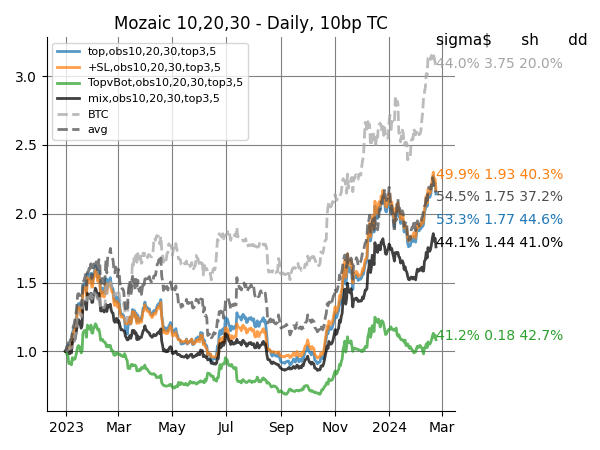 Mozaic 10,20,30 - Daily, 10bp TC
sigma$ sh dd
top,obs10,20,30,top3,5
+SL,obs10,20,30,top3,5
TopvBot,obs10,20,30,top3,5
mix,obs10,20,30,top3,5
BTC
avg
44.0% 3.75 20.0%
49.9% 1.93 40.3%
54.5% 1.75 37.2%
53.3% 1.77 44.6%
44.1% 1.44 41.0%
41.2% 0.18 42.7%
3.0
2.5
2.0
1.5
1.0
2023 Mar May Jul Sep Nov 2024 Mar